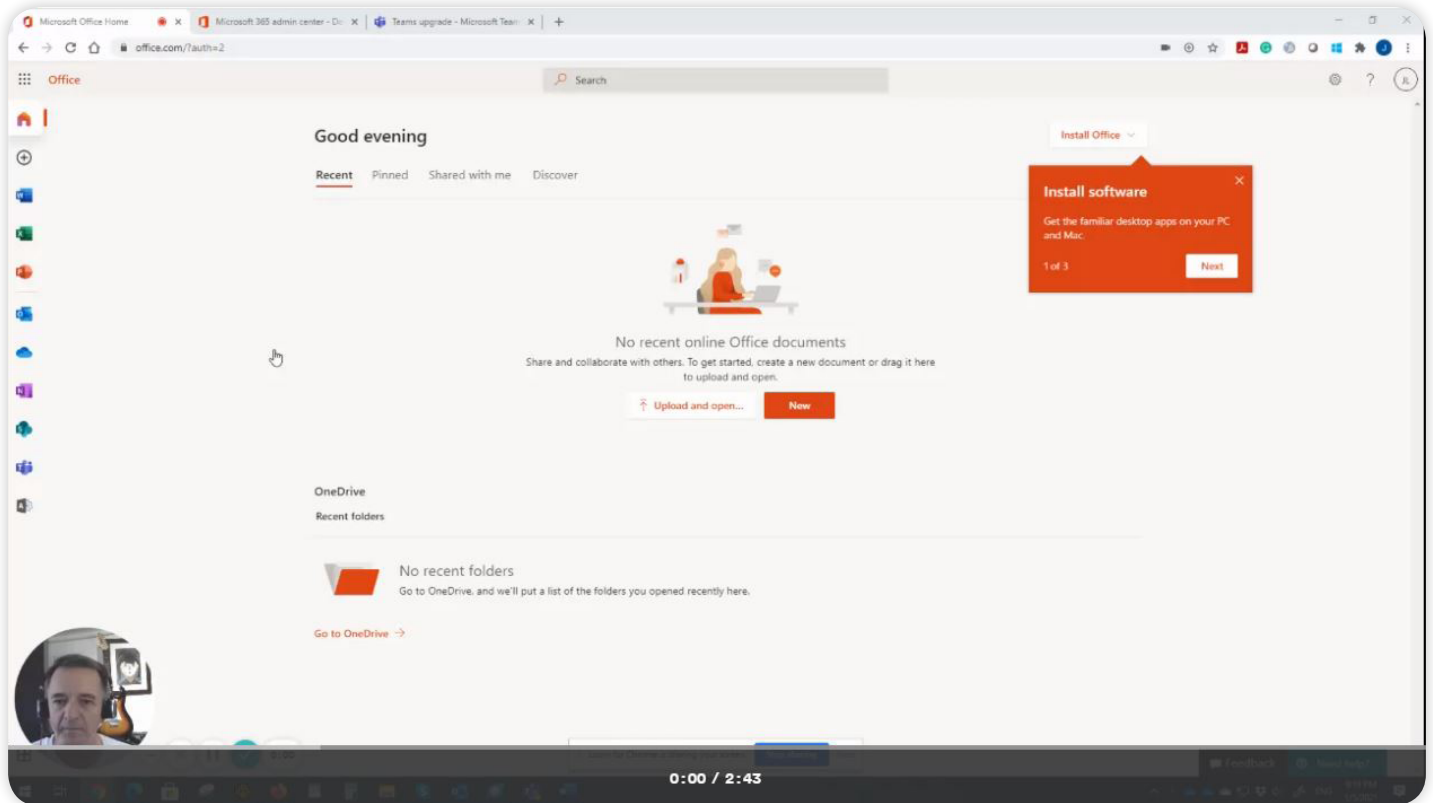 Microsoft Office Home
Microsoft 365 admin center - Do
Teams upgrade - Microsoft Team
office.com/?auth=2
Office
Search
Good evening
Install Office
Recent Pinned Shared with me Discover
Install software
Get the familiar desktop apps on your PC
and Mac.
1 of 3
Next
No recent online Office documents
Share and collaborate with others. To get started, create a new document or drag it here
to upload and open.
Upload and open...
New
OneDrive
Recent folders
No recent folders
Go to OneDrive, and we'll put a list of the folders you opened recently here.
Go to OneDrive
Feedback
Need help?
0:00 / 2:43